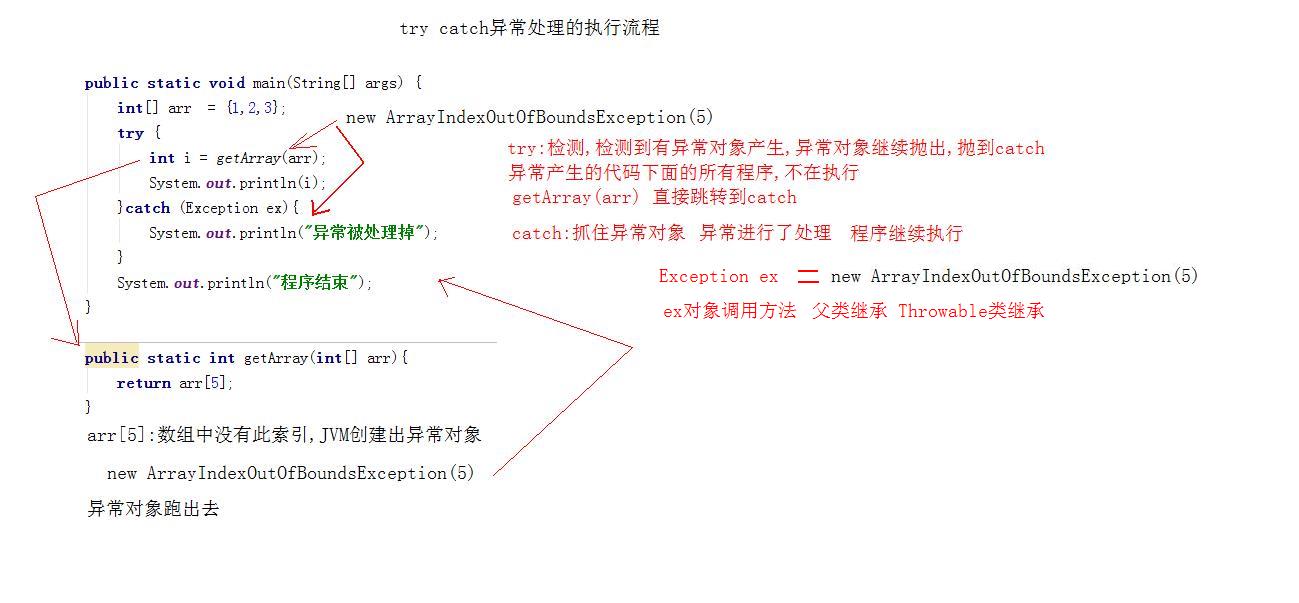 try catch异常处理的执行流程
public static void main(String[] args) {
int[] arr = {1,2,3};
new ArrayIndexOutOfBoundsException(5)
try {
int i = getArray(arr);
System.out.println(i);
}catch (Exception ex){
System.out.println("异常被处理掉");
}
System.out.println("程序结束");
}
try:检测,检测到有异常对象产生,异常对象继续抛出,抛到catch
异常产生的代码下面的所有程序,不在执行
getArray(arr) 直接跳转到catch
catch:抓住异常对象 异常进行了处理 程序继续执行
Exception ex = new ArrayIndexOutOfBoundsException(5)
ex对象调用方法 父类继承 Throwable类继承
public static int getArray(int[] arr){
return arr[5];
}
arr[5]:数组中没有此索引,JVM创建出异常对象
new ArrayIndexOutOfBoundsException(5)
异常对象跑出去